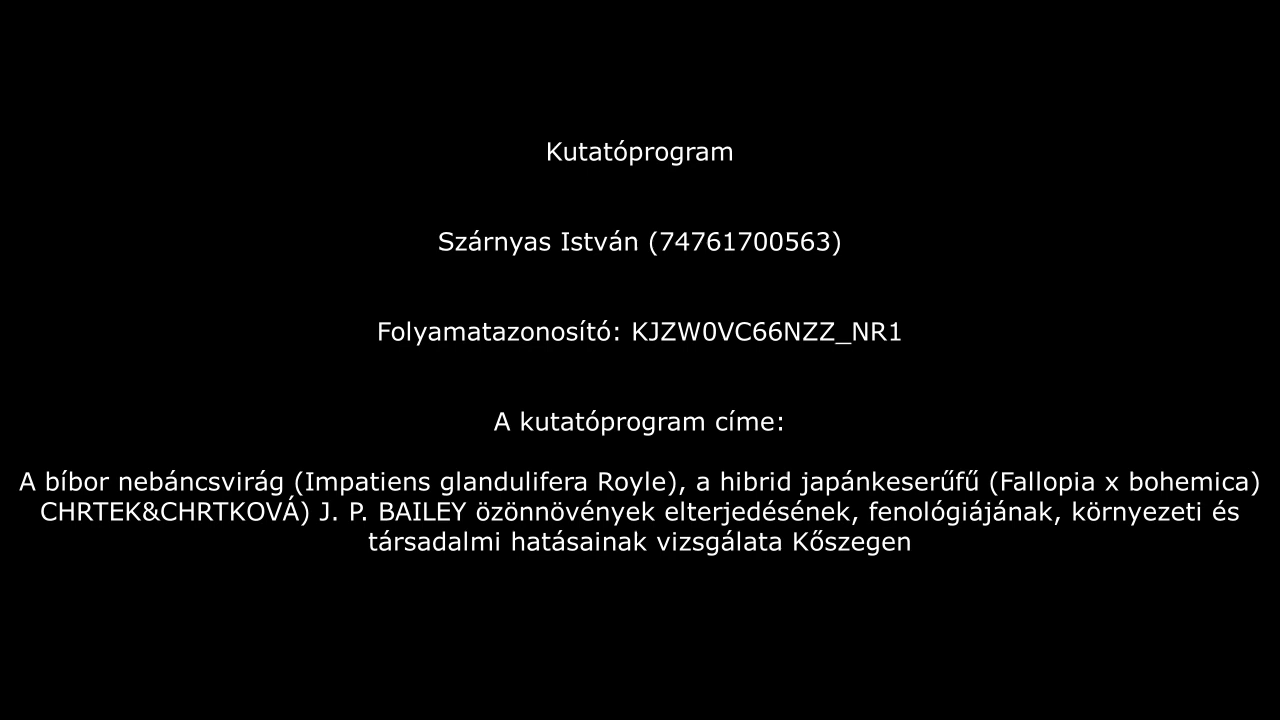 Kutatóprogram
Szárnyas István (74761700563)
Folyamatazonosító: KJZW0VC66NZZ_NR1
A kutatóprogram címe:
A bíbor nebáncsvirág (Impatiens glandulifera Royle), a hibrid japánkeserűfű (Fallopia x bohemica)
CHRTEK&CHRTKOVÁ) J. P. BAILEY özönnövények elterjedésének, fenológiájának, környezeti és
társadalmi hatásainak vizsgálata Kőszegen